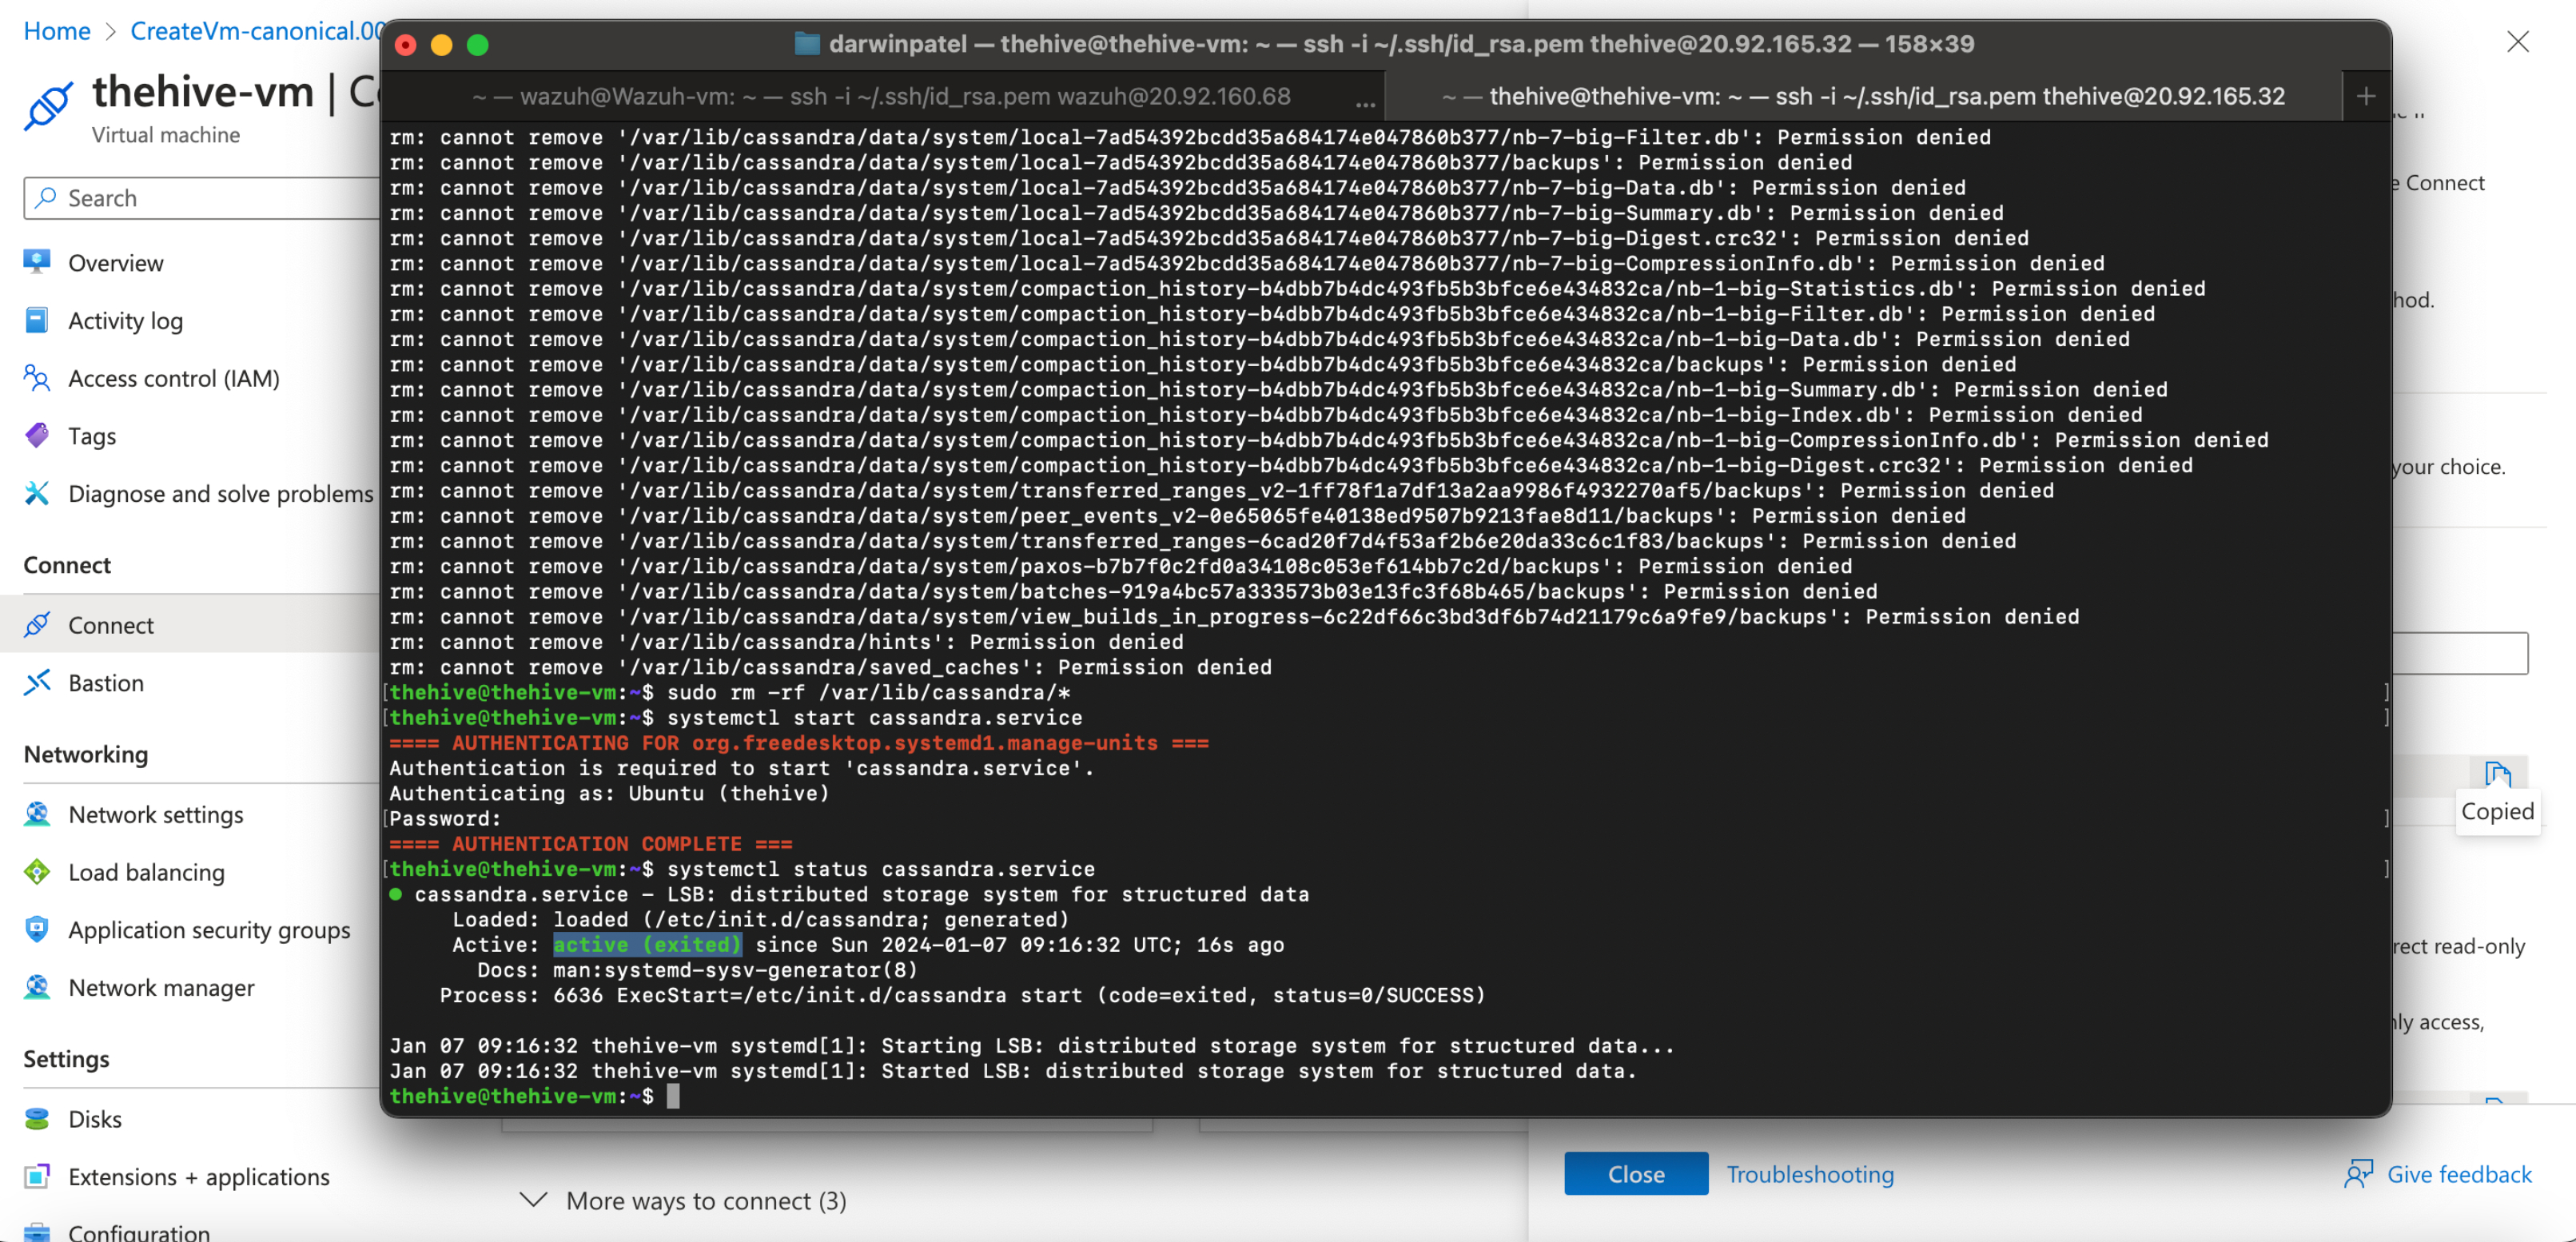 Home > CreateVm-canonical.00
thehive-vm | C
Virtual machine
Search
Overview
Activity log
Access control (IAM)
Tags
Diagnose and solve problems
Connect
Connect
Bastion
Networking
Network settings
Load balancing
Application security groups
Network manager
Settings
Disks
Extensions + applications
Configuration
darwinpatel — thehive@thehive-vm: ~ — ssh -i ~/.ssh/id_rsa.pem thehive@20.92.165.32 — 158×39
~ — wazuh@Wazuh-vm: ~ — ssh -i ~/.ssh/id_rsa.pem wazuh@20.92.160.68 ...
~ — thehive@thehive-vm: ~ — ssh -i ~/.ssh/id_rsa.pem thehive@20.92.165.32 +
rm: cannot remove '/var/lib/cassandra/data/system/local-7ad54392bcdd35a684174e047860b377/nb-7-big-Filter.db': Permission denied
rm: cannot remove '/var/lib/cassandra/data/system/local-7ad54392bcdd35a684174e047860b377/backups': Permission denied
rm: cannot remove '/var/lib/cassandra/data/system/local-7ad54392bcdd35a684174e047860b377/nb-7-big-Data.db': Permission denied
rm: cannot remove '/var/lib/cassandra/data/system/local-7ad54392bcdd35a684174e047860b377/nb-7-big-Summary.db': Permission denied
rm: cannot remove '/var/lib/cassandra/data/system/local-7ad54392bcdd35a684174e047860b377/nb-7-big-Digest.crc32': Permission denied
rm: cannot remove '/var/lib/cassandra/data/system/local-7ad54392bcdd35a684174e047860b377/nb-7-big-CompressionInfo.db': Permission denied
rm: cannot remove '/var/lib/cassandra/data/system/compaction_history-b4dbb7b4dc493fb5b3bfce6e434832ca/nb-1-big-Statistics.db': Permission denied
rm: cannot remove '/var/lib/cassandra/data/system/compaction_history-b4dbb7b4dc493fb5b3bfce6e434832ca/nb-1-big-Filter.db': Permission denied
rm: cannot remove '/var/lib/cassandra/data/system/compaction_history-b4dbb7b4dc493fb5b3bfce6e434832ca/nb-1-big-Data.db': Permission denied
rm: cannot remove '/var/lib/cassandra/data/system/compaction_history-b4dbb7b4dc493fb5b3bfce6e434832ca/backups': Permission denied
rm: cannot remove '/var/lib/cassandra/data/system/compaction_history-b4dbb7b4dc493fb5b3bfce6e434832ca/nb-1-big-Summary.db': Permission denied
rm: cannot remove '/var/lib/cassandra/data/system/compaction_history-b4dbb7b4dc493fb5b3bfce6e434832ca/nb-1-big-Index.db': Permission denied
rm: cannot remove '/var/lib/cassandra/data/system/compaction_history-b4dbb7b4dc493fb5b3bfce6e434832ca/nb-1-big-CompressionInfo.db': Permission denied
rm: cannot remove '/var/lib/cassandra/data/system/compaction_history-b4dbb7b4dc493fb5b3bfce6e434832ca/nb-1-big-Digest.crc32': Permission denied
rm: cannot remove '/var/lib/cassandra/data/system/transferred_ranges_v2-1ff78f1a7df13a2aa9986f4932270af5/backups': Permission denied
rm: cannot remove '/var/lib/cassandra/data/system/peer_events_v2-0e65065fe40138ed9507b9213fae8d11/backups': Permission denied
rm: cannot remove '/var/lib/cassandra/data/system/transferred_ranges-6cad20f7d4f53af2b6e20da33c6c1f83/backups': Permission denied
rm: cannot remove '/var/lib/cassandra/data/system/paxos-b7b7f0c2fd0a34108c053ef614bb7c2d/backups': Permission denied
rm: cannot remove '/var/lib/cassandra/data/system/batches-919a4bc57a333573b03e13fc3f68b465/backups': Permission denied
rm: cannot remove '/var/lib/cassandra/data/system/view_builds_in_progress-6c22df66c3bd3df6b74d21179c6a9fe9/backups': Permission denied
rm: cannot remove '/var/lib/cassandra/hints': Permission denied
rm: cannot remove '/var/lib/cassandra/saved_caches': Permission denied
[thehive@thehive-vm:~$ sudo rm -rf /var/lib/cassandra/* ]
[thehive@thehive-vm:~$ systemctl start cassandra.service ]
==== AUTHENTICATING FOR org.freedesktop.systemd1.manage-units ===
Authentication is required to start 'cassandra.service'.
Authenticating as: Ubuntu (thehive)
[Password: ]
==== AUTHENTICATION COMPLETE ===
[thehive@thehive-vm:~$ systemctl status cassandra.service ]
● cassandra.service - LSB: distributed storage system for structured data
Loaded: loaded (/etc/init.d/cassandra; generated)
Active: active (exited) since Sun 2024-01-07 09:16:32 UTC; 16s ago
Docs: man:systemd-sysv-generator(8)
Process: 6636 ExecStart=/etc/init.d/cassandra start (code=exited, status=0/SUCCESS)
Jan 07 09:16:32 thehive-vm systemd[1]: Starting LSB: distributed storage system for structured data...
Jan 07 09:16:32 thehive-vm systemd[1]: Started LSB: distributed storage system for structured data.
thehive@thehive-vm:~$
More ways to connect (3)
e Connect
hod.
your choice.
Copied
rect read-only
nly access,
Close
Troubleshooting
Give feedback